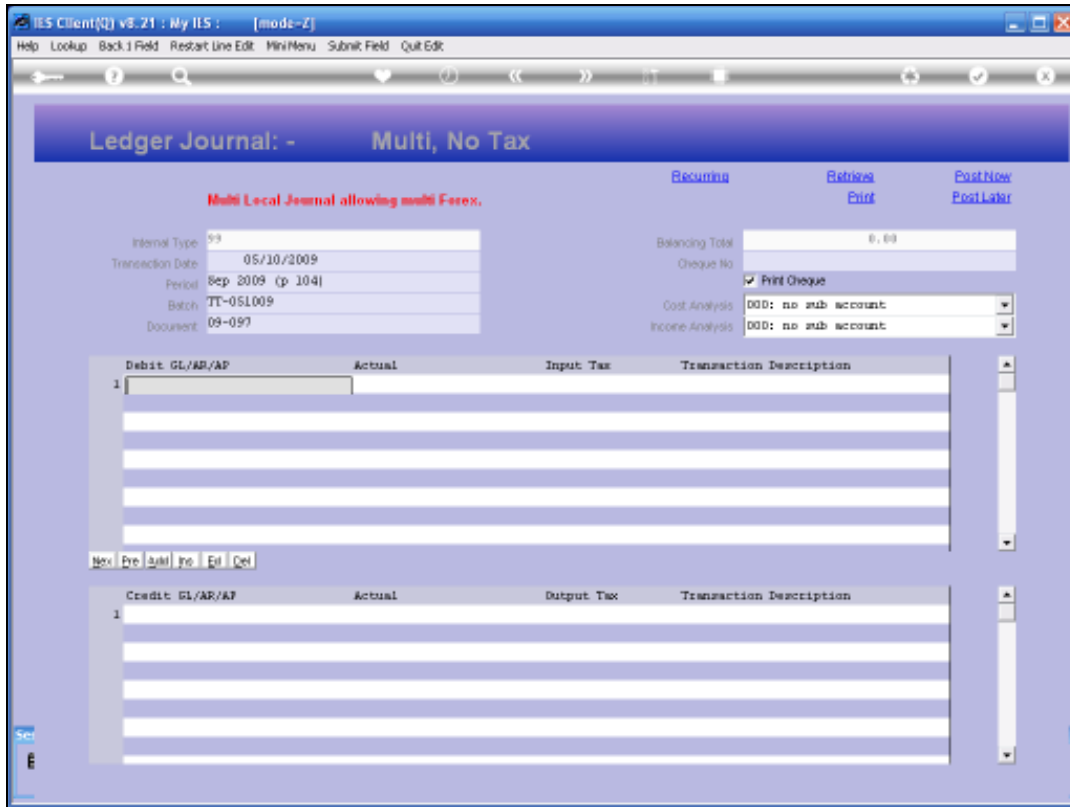 IES Client(Q) v8.21 : My IES : [mode-Z]
Help Lookup Back 1 Field Restart Line Edit MiniMenu Submit Field Quit Edit
Ledger Journal: - Multi, No Tax
Recurring Retrieve Post Now
Multi Local Journal allowing multi Forex. Print Post Later
Internal Type 99 Balancing Total 0.00
Transaction Date 05/10/2009 Cheque No
Period Sep 2009 (p 104) Print Cheque
Batch TT-051009 Cost Analysis 000: no sub account
Document 09-097 Income Analysis 000: no sub account
Debit GL/AR/AP Actual Input Tax Transaction Description
1
Nex Pre Add Ins Ed Del
Credit GL/AR/AP Actual Output Tax Transaction Description
1